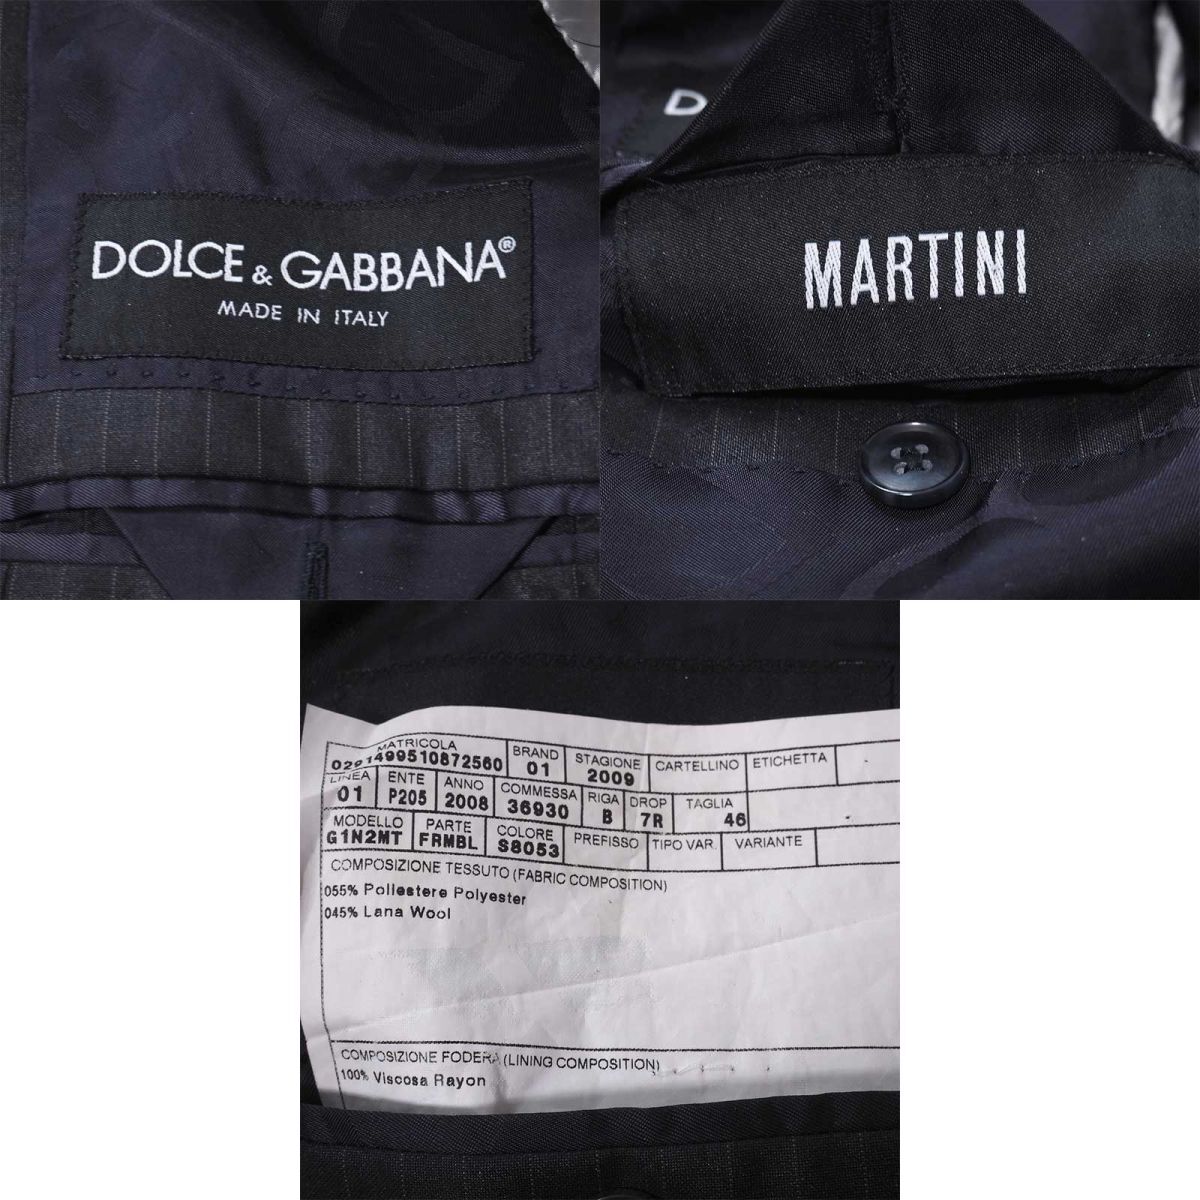 DOLCE & GABBANA®
MADE IN ITALY
D
MARTINI
MATRICOLA BRAND STAGIONE CARTELLINO ETICHETTA
0291499510872560 01 2009
LINEA ENTE ANNO COMMESSA RIGA DROP TAGLIA
01 P205 2008 36930 B 7R 46
MODELLO PARTE COLORE PREFISSO TIPO VAR. VARIANTE
G1N2MT FRMBL S8053
COMPOSIZIONE TESSUTO (FABRIC COMPOSITION)
055% Poliestere Polyester
045% Lana Wool
COMPOSIZIONE FODERA (LINING COMPOSITION)
100% Viscosa Rayon